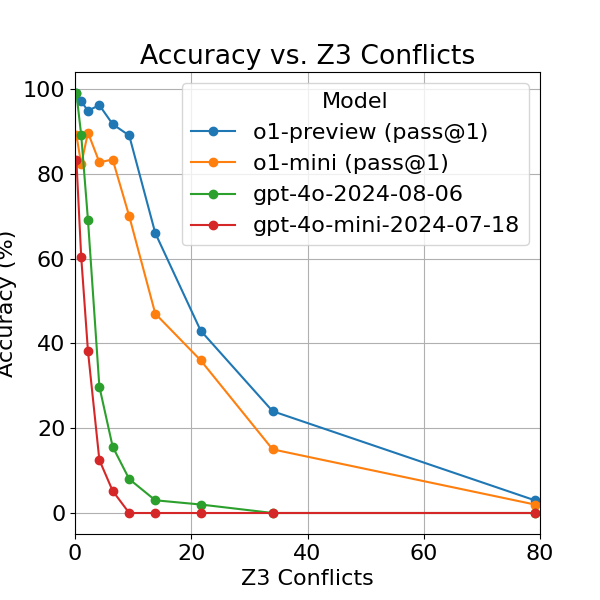 Accuracy vs. Z3 Conflicts
Model
o1-preview (pass@1)
o1-mini (pass@1)
gpt-4o-2024-08-06
gpt-4o-mini-2024-07-18
Accuracy (%)
100
80
60
40
20
0
0 20 40 60 80
Z3 Conflicts